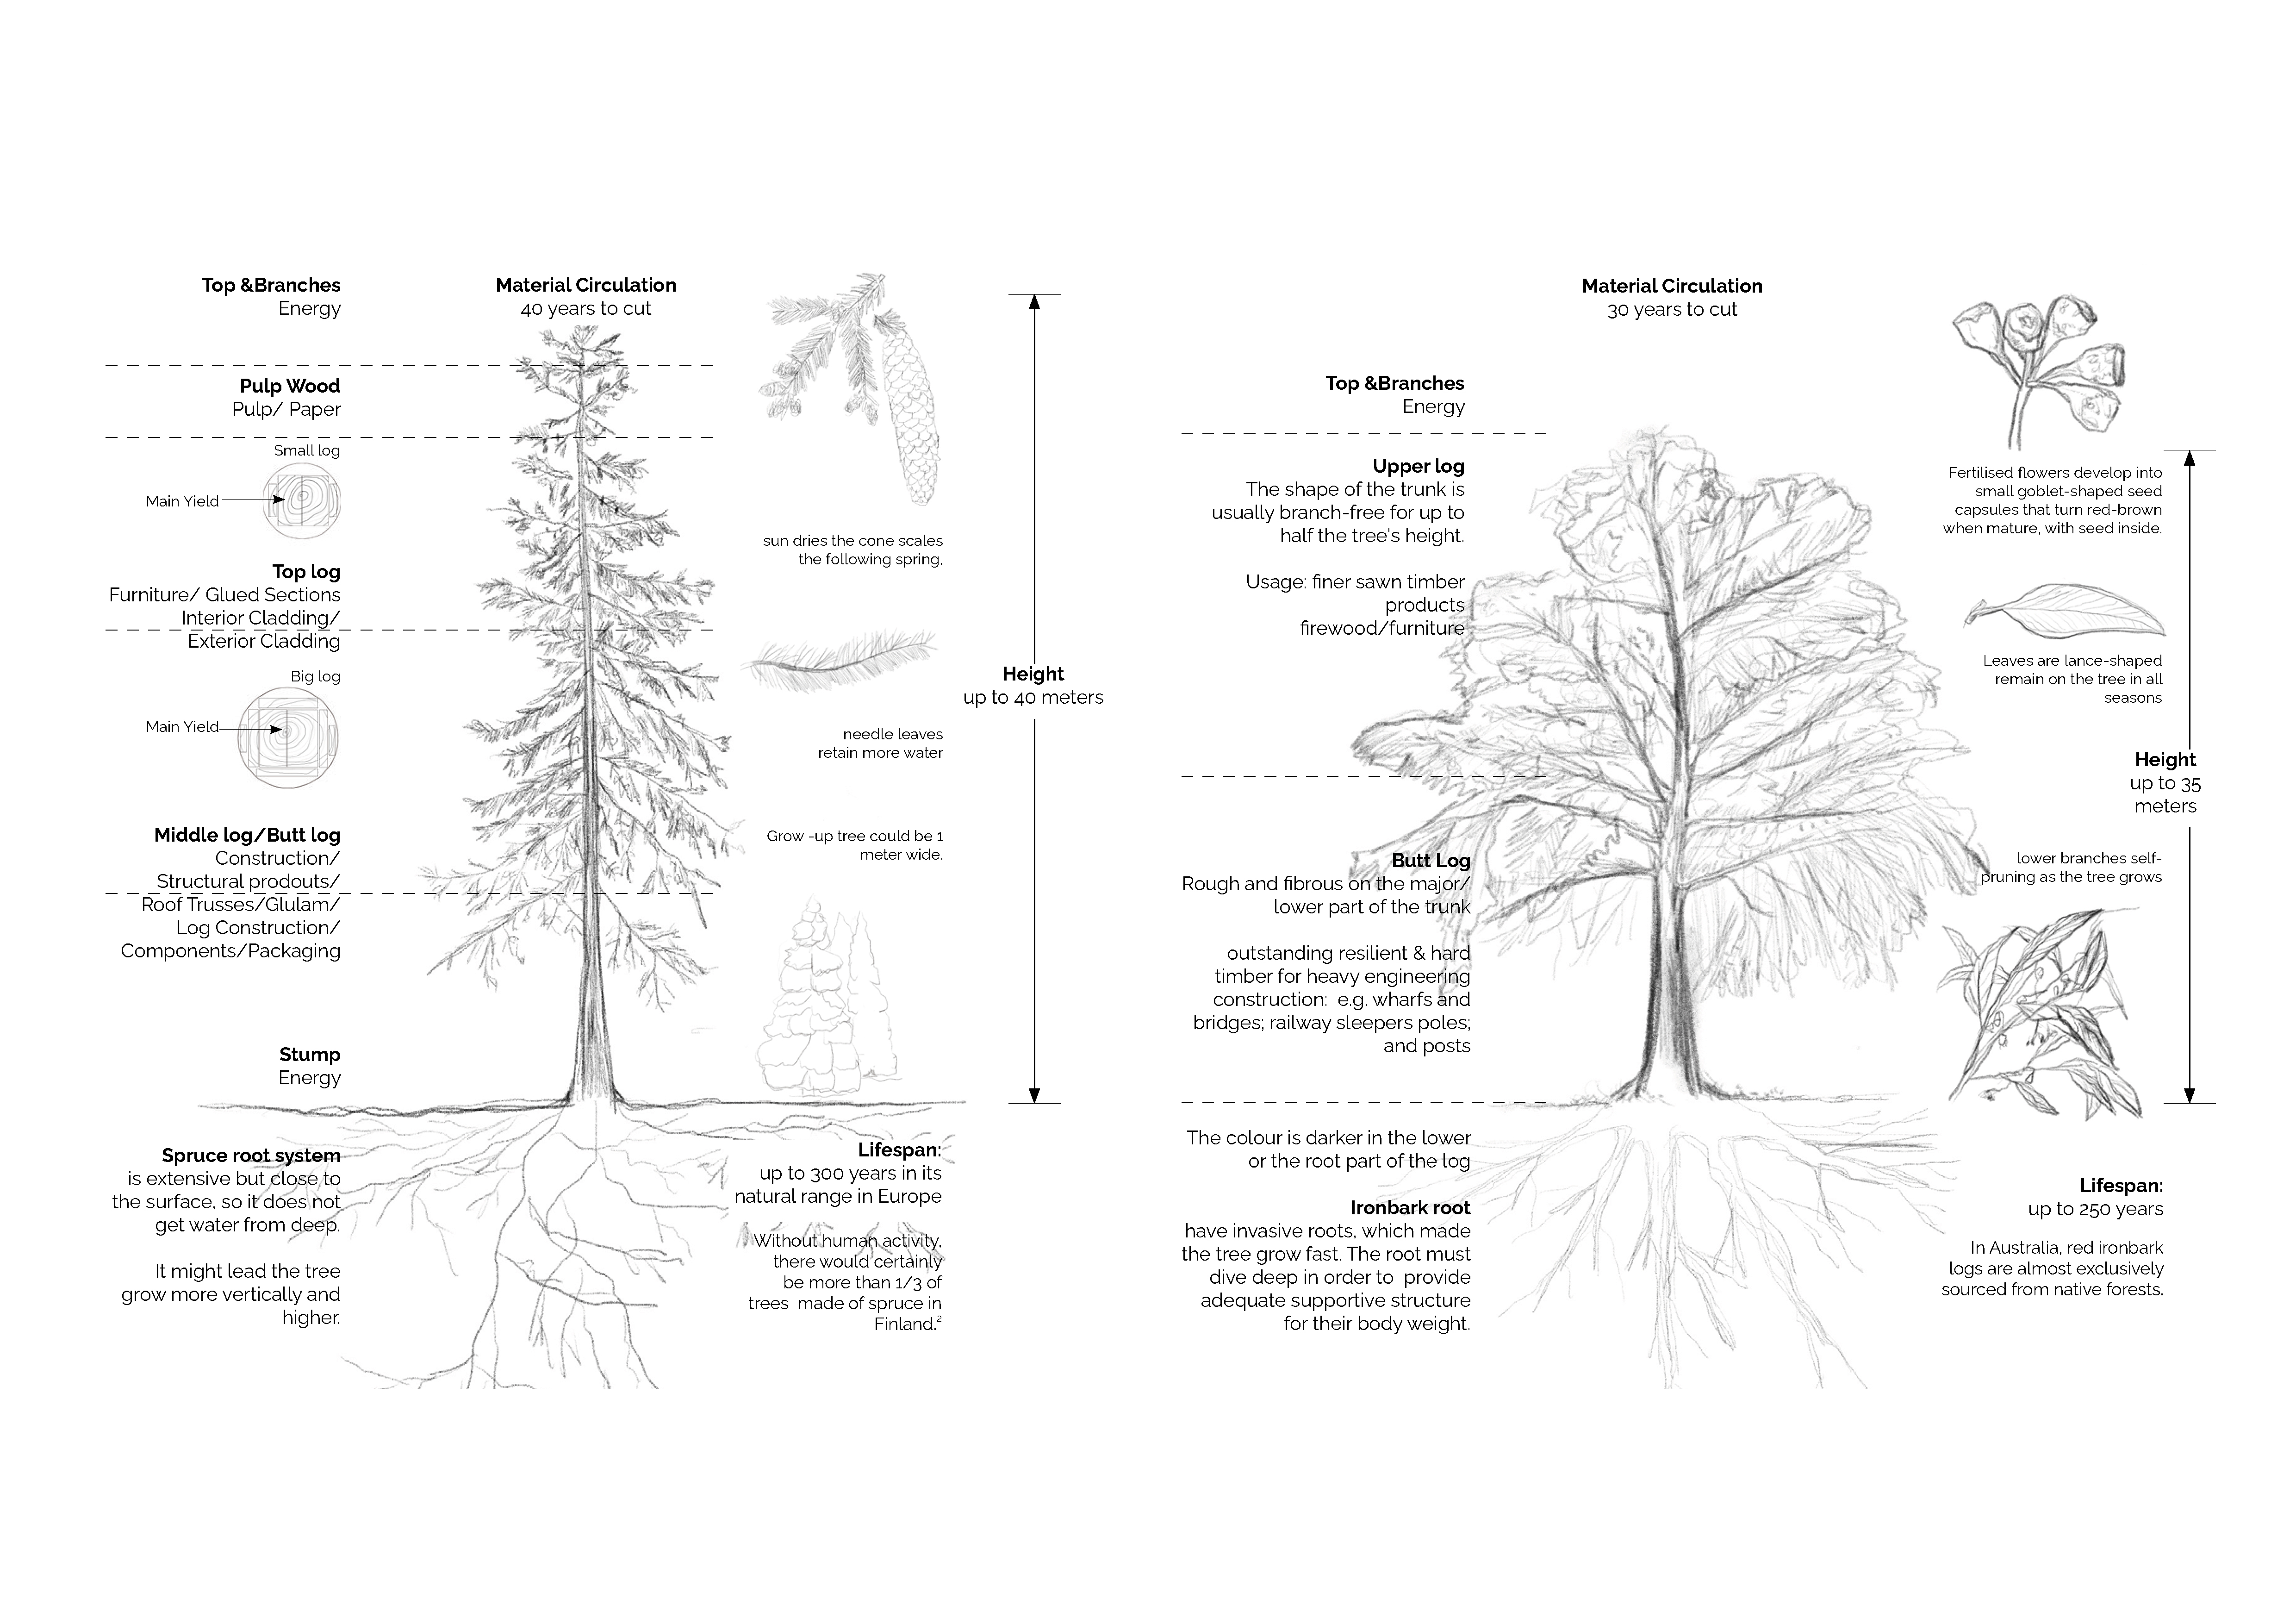 Top &Branches
Energy
Pulp Wood
Pulp/ Paper
Small log
Main Yield
Top log
Furniture/ Glued Sections
Interior Cladding/
Exterior Cladding
Big log
Main Yield
Middle log/Butt log
Construction/
Structural prodouts/
Roof Trusses/Glulam/
Log Construction/
Components/Packaging
Stump
Energy
Spruce root system
is extensive but close to
the surface, so it does not
get water from deep.
It might lead the tree
grow more vertically and
higher.
Material Circulation
40 years to cut
sun dries the cone scales
the following spring.
needle leaves
retain more water
Grow -up tree could be 1
meter wide.
Lifespan:
up to 300 years in its
natural range in Europe
Without human activity,
there would certainly
be more than 1/3 of
trees made of spruce in
Finland.²
Height
up to 40 meters
Top &Branches
Energy
Upper log
The shape of the trunk is
usually branch-free for up to
half the tree's height.
Usage: finer sawn timber
products
firewood/furniture
Butt Log
Rough and fibrous on the major/
lower part of the trunk
outstanding resilient & hard
timber for heavy engineering
construction: e.g. wharfs and
bridges; railway sleepers poles;
and posts
The colour is darker in the lower
or the root part of the log
Ironbark root
have invasive roots, which made
the tree grow fast. The root must
dive deep in order to provide
adequate supportive structure
for their body weight.
Material Circulation
30 years to cut
Fertilised flowers develop into
small goblet-shaped seed
capsules that turn red-brown
when mature, with seed inside.
Leaves are lance-shaped
remain on the tree in all
seasons
Height
up to 35
meters
lower branches self-
pruning as the tree grows
Lifespan:
up to 250 years
In Australia, red ironbark
logs are almost exclusively
sourced from native forests.